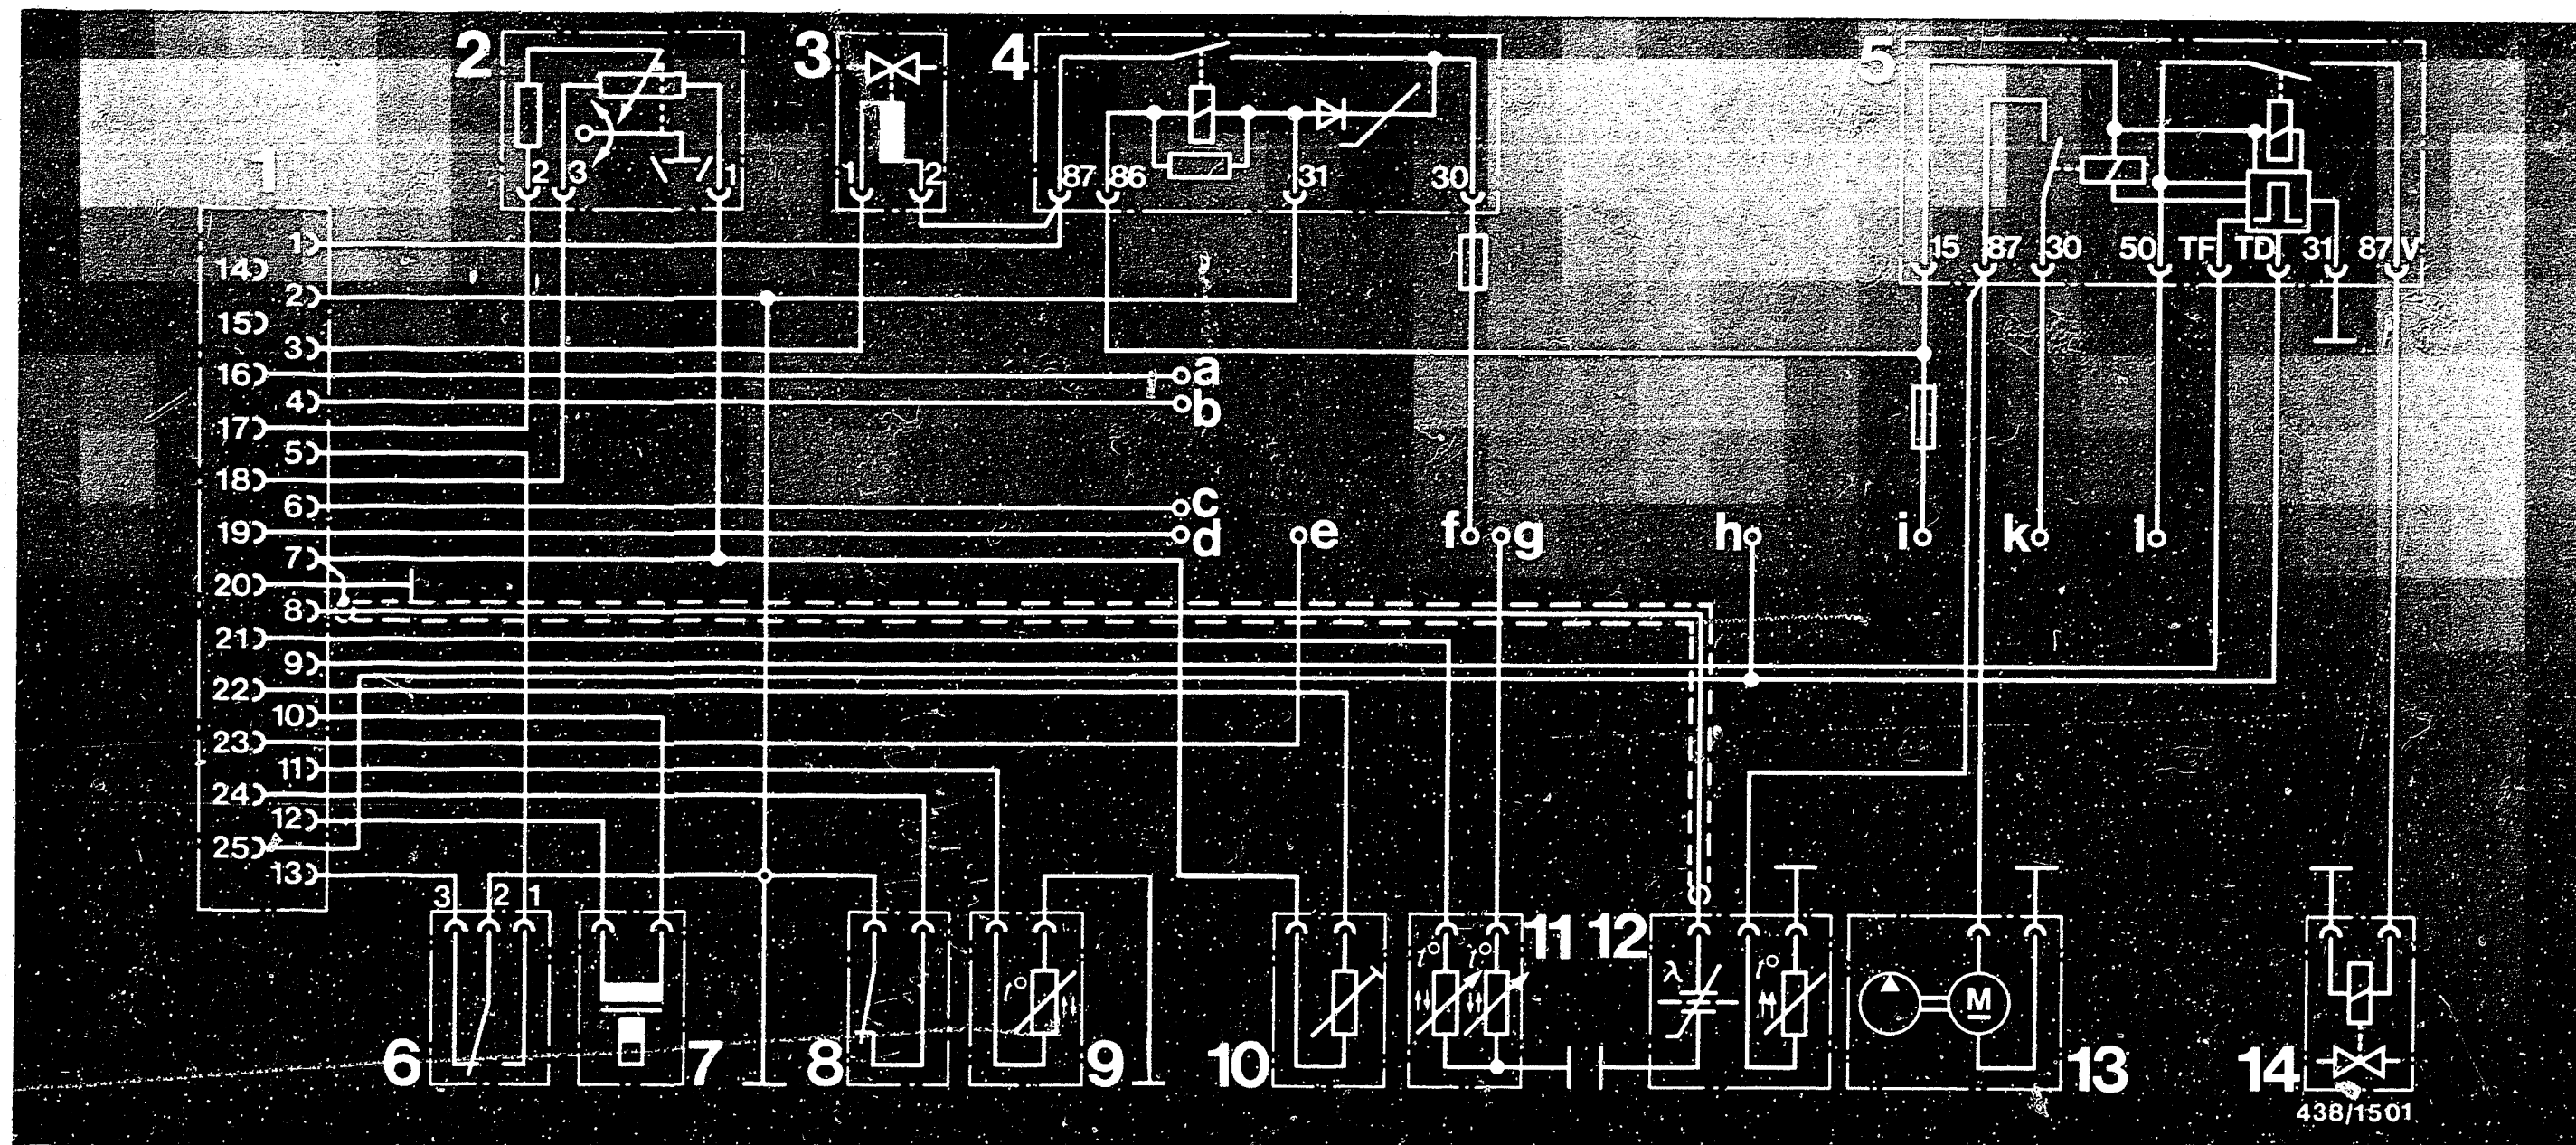 2 3 4 5
1
2 3 1
1 2
87 86 31 30
15 87 30 50 TF TD 31 87V
1
14
2
15
3
16 a
4 b
17
5
18
6 c
19 d
e f g h i k l
7
20
8
21
9
22
10
23
11
24
12
25
13
3 2 1
t° t° λ t°
t°
M
6 7 8 9 10 11 12 13 14
438/1501